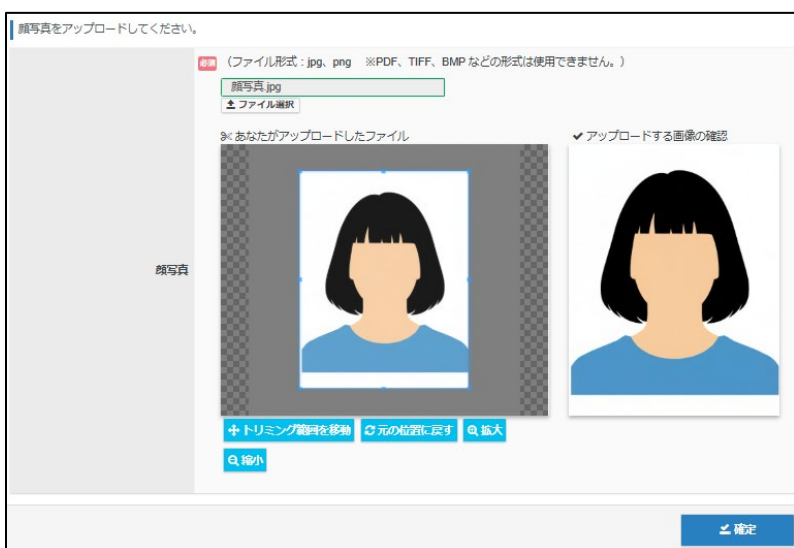 顔写真をアップロードしてください。
必須 （ファイル形式：jpg、png ※PDF、TIFF、BMP などの形式は使用できません。）
顔写真.jpg
ファイル選択
あなたがアップロードしたファイル
アップロードする画像の確認
顔写真
トリミング範囲を移動 元の位置に戻す 拡大
縮小
確定